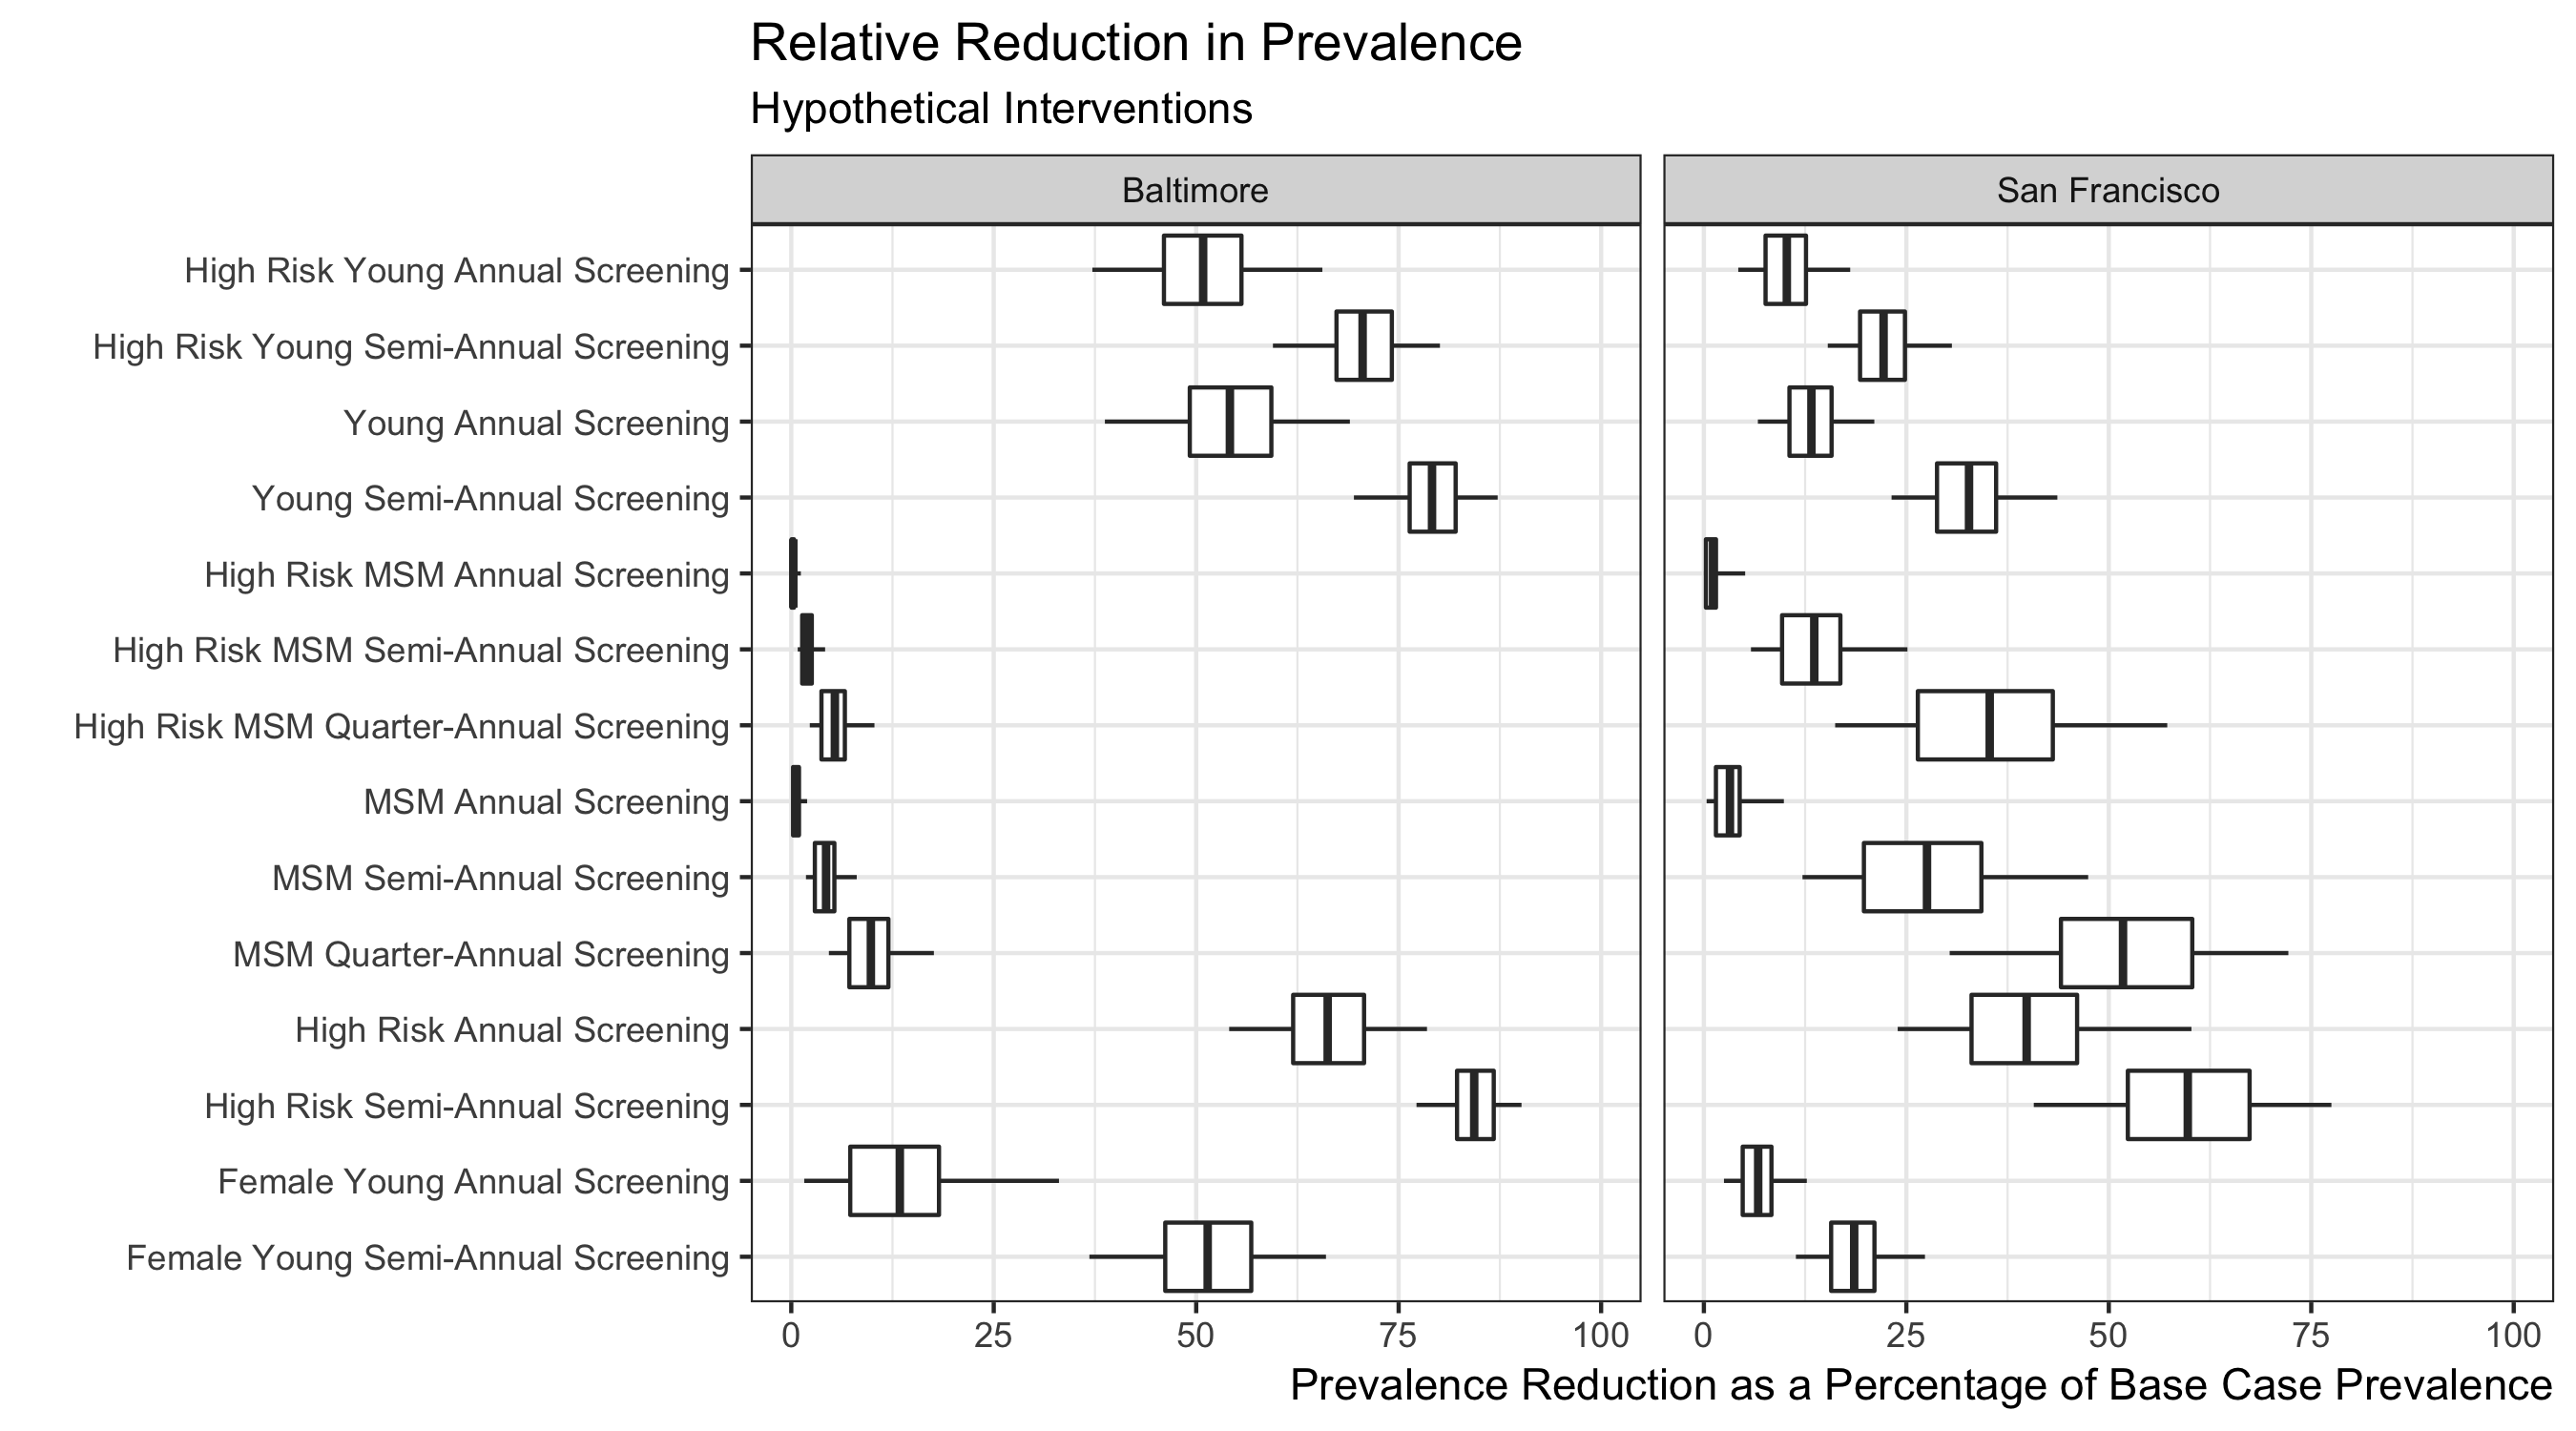 Relative Reduction in Prevalence
Hypothetical Interventions
Baltimore
San Francisco
High Risk Young Annual Screening
High Risk Young Semi-Annual Screening
Young Annual Screening
Young Semi-Annual Screening
High Risk MSM Annual Screening
High Risk MSM Semi-Annual Screening
High Risk MSM Quarter-Annual Screening
MSM Annual Screening
MSM Semi-Annual Screening
MSM Quarter-Annual Screening
High Risk Annual Screening
High Risk Semi-Annual Screening
Female Young Annual Screening
Female Young Semi-Annual Screening
0 25 50 75 100
0 25 50 75 100
Prevalence Reduction as a Percentage of Base Case Prevalence